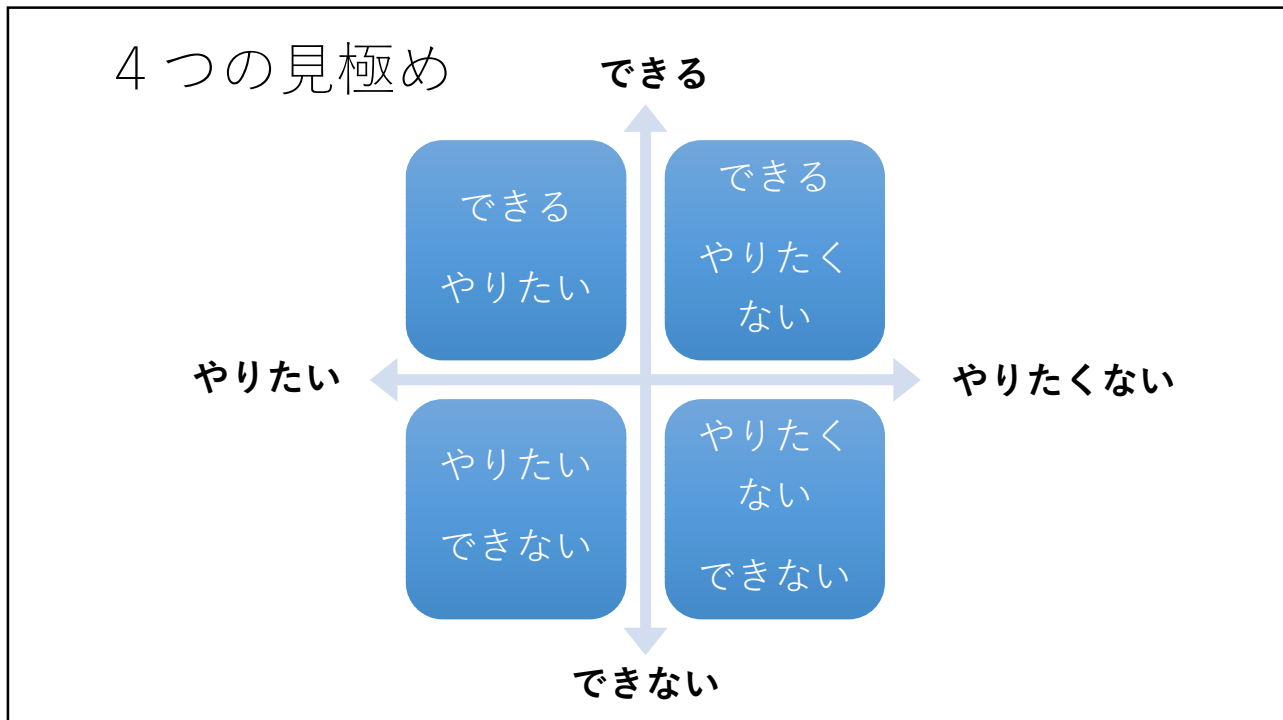 ４つの見極め
できる
できる
やりたい
できる
やりたく
ない
やりたい
やりたくない
やりたい
できない
やりたく
ない
できない
できない